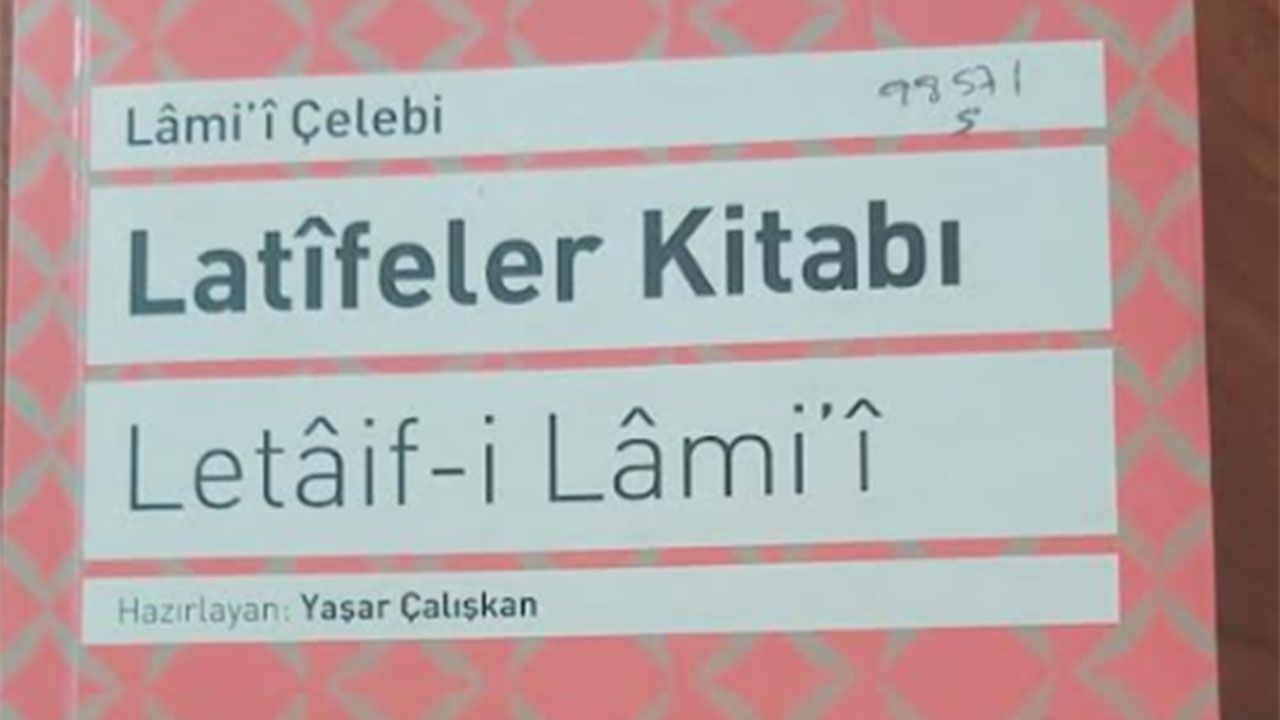 Lâmi'î Çelebi
98571
5
Latîfeler Kitabı
Letâif-i Lâmi'î
Hazırlayan: Yaşar Çalışkan